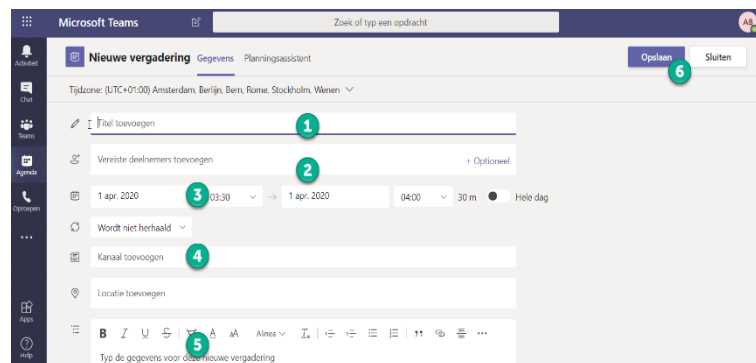 Microsoft Teams
Zoek of typ een opdracht
AB
Activiteit
Chat
Teams
Agenda
Oproepen
Apps
Help
Nieuwe vergadering Gegevens Planningsassistent
Opslaan Sluiten
6
Tijdzone: (UTC+01:00) Amsterdam, Berlijn, Bern, Rome, Stockholm, Wenen
Titel toevoegen
1
Vereiste deelnemers toevoegen + Optioneel
2
1 apr. 2020 3 03:30 → 1 apr. 2020 04:00 30 m Hele dag
Wordt niet herhaald
Kanaal toevoegen
4
Locatie toevoegen
B I U S A AA Alinea
5
Typ de gegevens voor deze nieuwe vergadering